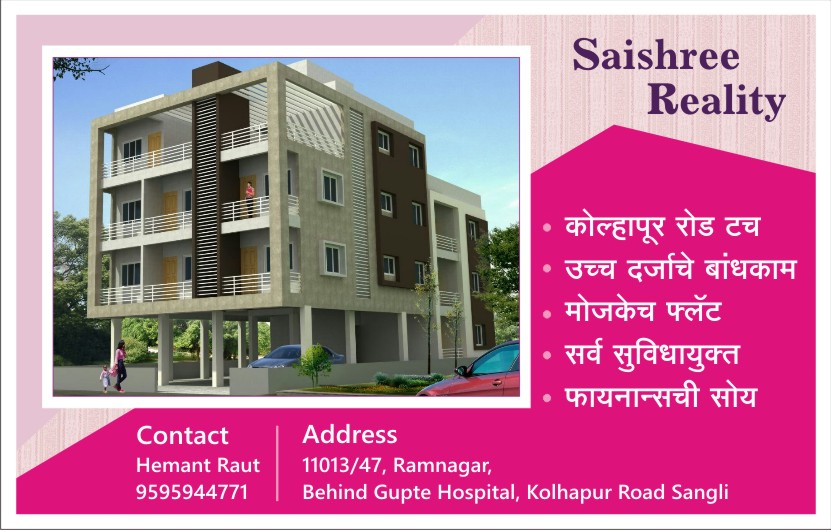 Saishree
Reality
• कोल्हापूर रोड टच
• उच्च दर्जाचे बांधकाम
• मोजकेच फ्लॅट
• सर्व सुविधायुक्त
• फायनान्सची सोय
Contact
Hemant Raut
9595944771
Address
11013/47, Ramnagar,
Behind Gupte Hospital, Kolhapur Road Sangli